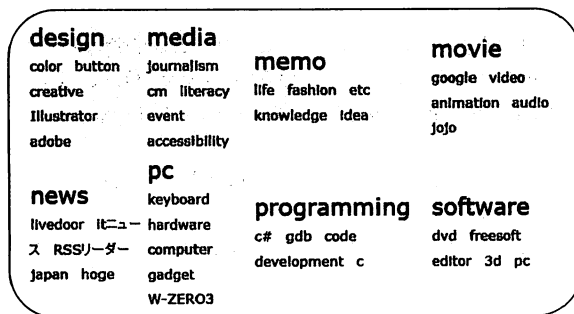 design
color button
creative
Illustrator
adobe
media
journalism
cm literacy
event
accessibility
memo
life fashion etc
knowledge idea
movie
google video
animation audio
jojo
news
livedoor itニュー
ス RSSリーダー
japan hoge
pc
keyboard
hardware
computer
gadget
W-ZERO3
programming
c# gdb code
development c
software
dvd freesoft
editor 3d pc